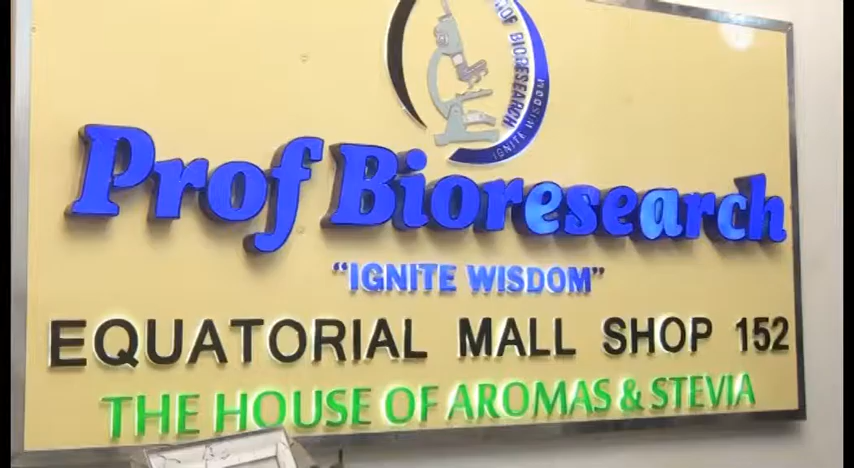 PROF BIORESEARCH
IGNITE WISDOM
Prof Bioresearch
“IGNITE WISDOM”
EQUATORIAL MALL SHOP 152
THE HOUSE OF AROMAS & STEVIA